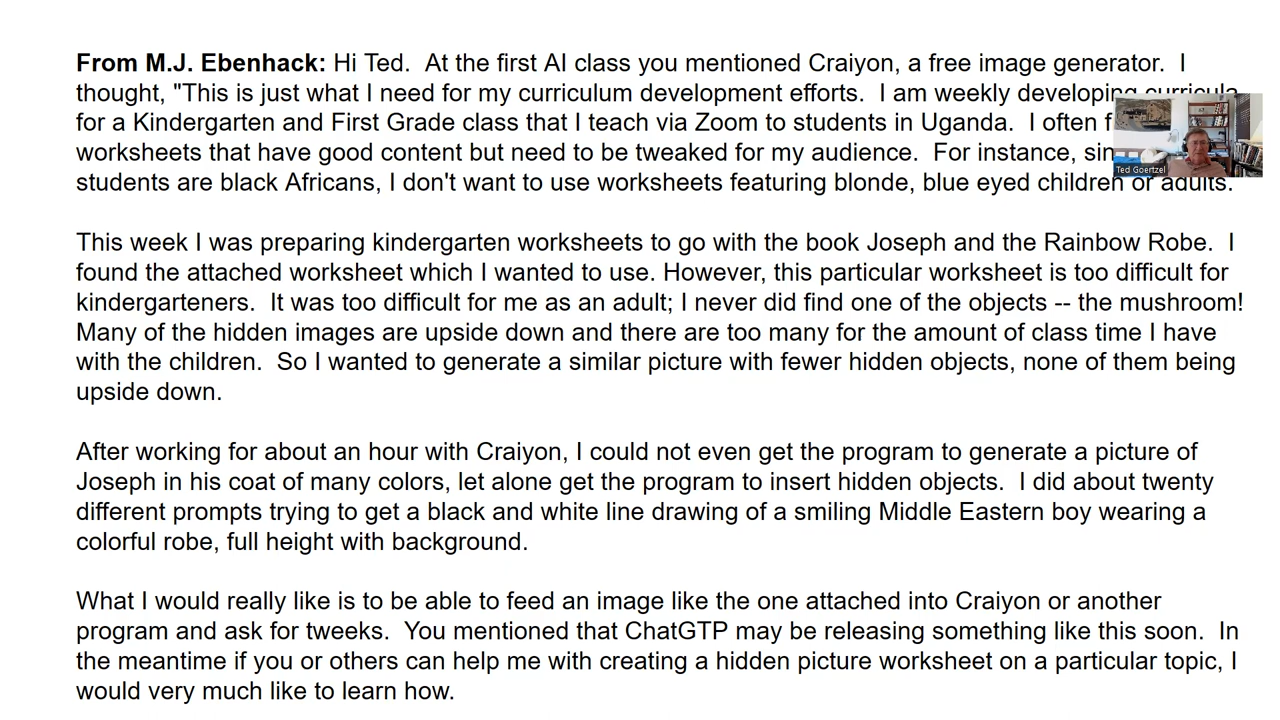 From M.J. Ebenhack: Hi Ted.  At the first AI class you mentioned Craiyon, a free image generator.  I
thought, "This is just what I need for my curriculum development efforts.  I am weekly developing curricula
for a Kindergarten and First Grade class that I teach via Zoom to students in Uganda.  I often
worksheets that have good content but need to be tweaked for my audience.  For instance,
students are black Africans, I don't want to use worksheets featuring blonde, blue eyed children or adults.
Ted Goertzel
This week I was preparing kindergarten worksheets to go with the book Joseph and the Rainbow Robe.  I
found the attached worksheet which I wanted to use. However, this particular worksheet is too difficult for
kindergarteners.  It was too difficult for me as an adult; I never did find one of the objects -- the mushroom!
Many of the hidden images are upside down and there are too many for the amount of class time I have
with the children.  So I wanted to generate a similar picture with fewer hidden objects, none of them being
upside down.
After working for about an hour with Craiyon, I could not even get the program to generate a picture of
Joseph in his coat of many colors, let alone get the program to insert hidden objects.  I did about twenty
different prompts trying to get a black and white line drawing of a smiling Middle Eastern boy wearing a
colorful robe, full height with background.
What I would really like is to be able to feed an image like the one attached into Craiyon or another
program and ask for tweeks.  You mentioned that ChatGTP may be releasing something like this soon.  In
the meantime if you or others can help me with creating a hidden picture worksheet on a particular topic, I
would very much like to learn how.